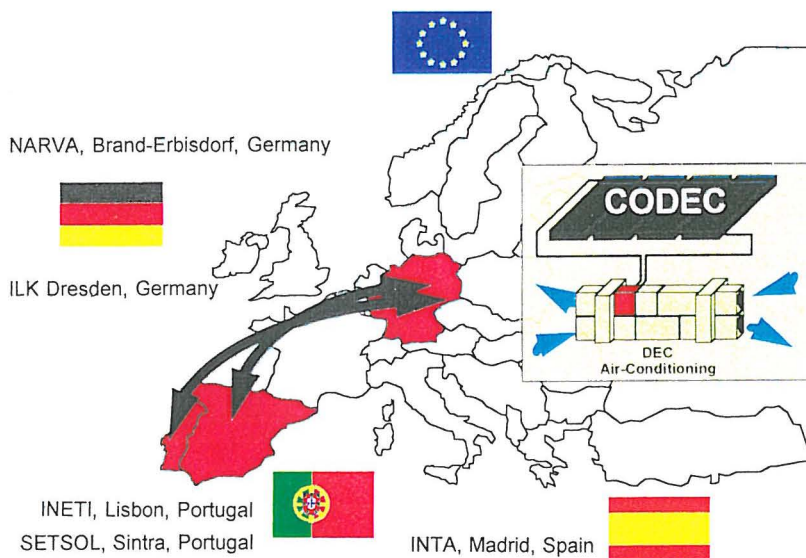 NARVA, Brand-Erbisdorf, Germany
CODEC
ILK Dresden, Germany
DEC
Air-Conditioning
INETI, Lisbon, Portugal
SETSOL, Sintra, Portugal
INTA, Madrid, Spain